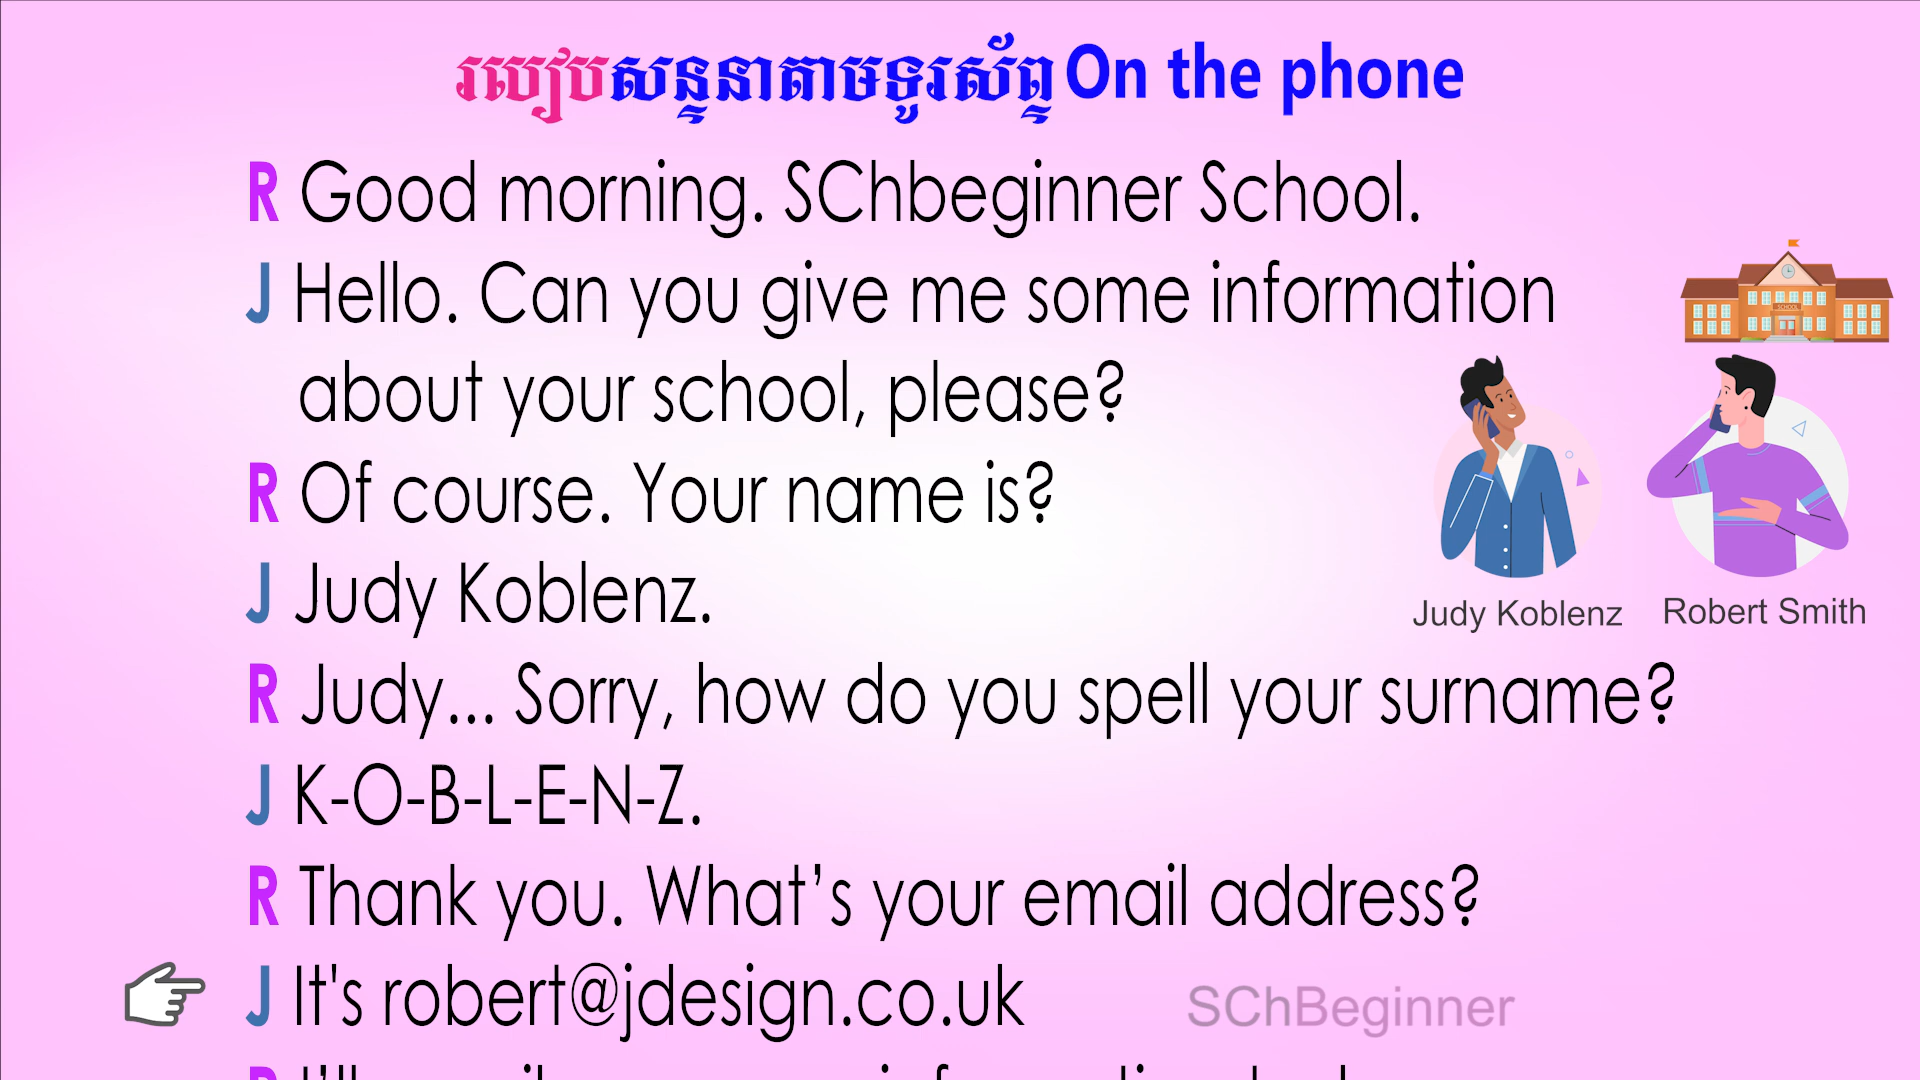 របៀបសន្ទនាតាមទូរស័ព្ទ On the phone
R Good morning. SChbeginner School.
J Hello. Can you give me some information
about your school, please?
R Of course. Your name is?
J Judy Koblenz.
R Judy... Sorry, how do you spell your surname?
J K-O-B-L-E-N-Z.
R Thank you. What's your email address?
J It's robert@jdesign.co.uk
SCHOOL
Judy Koblenz
Robert Smith
SChBeginner